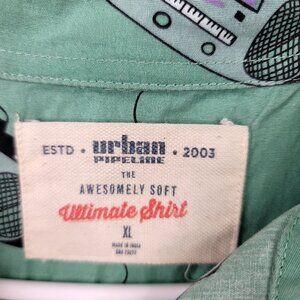 ESTD • urban • 2003
PIPELINE
THE
AWESOMELY SOFT
Ultimate Shirt
XL
MADE IN INDIA